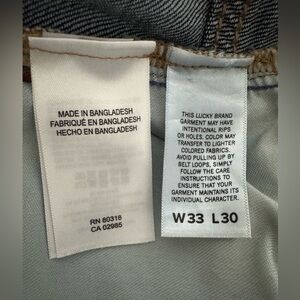 MADE IN BANGLADESH
FABRIQUÉ EN BANGLADESH
HECHO EN BANGLADESH
RN 80318
CA 02985
THIS LUCKY BRAND
GARMENT MAY HAVE
INTENTIONAL RIPS
OR HOLES. COLOR MAY
TRANSFER TO LIGHTER
COLORED FABRICS.
AVOID PULLING UP BY
BELT LOOPS, SIMPLY
FOLLOW THE CARE
INSTRUCTIONS TO
ENSURE THAT YOUR
GARMENT MAINTAINS ITS
INDIVIDUAL CHARACTER.
W33 L30